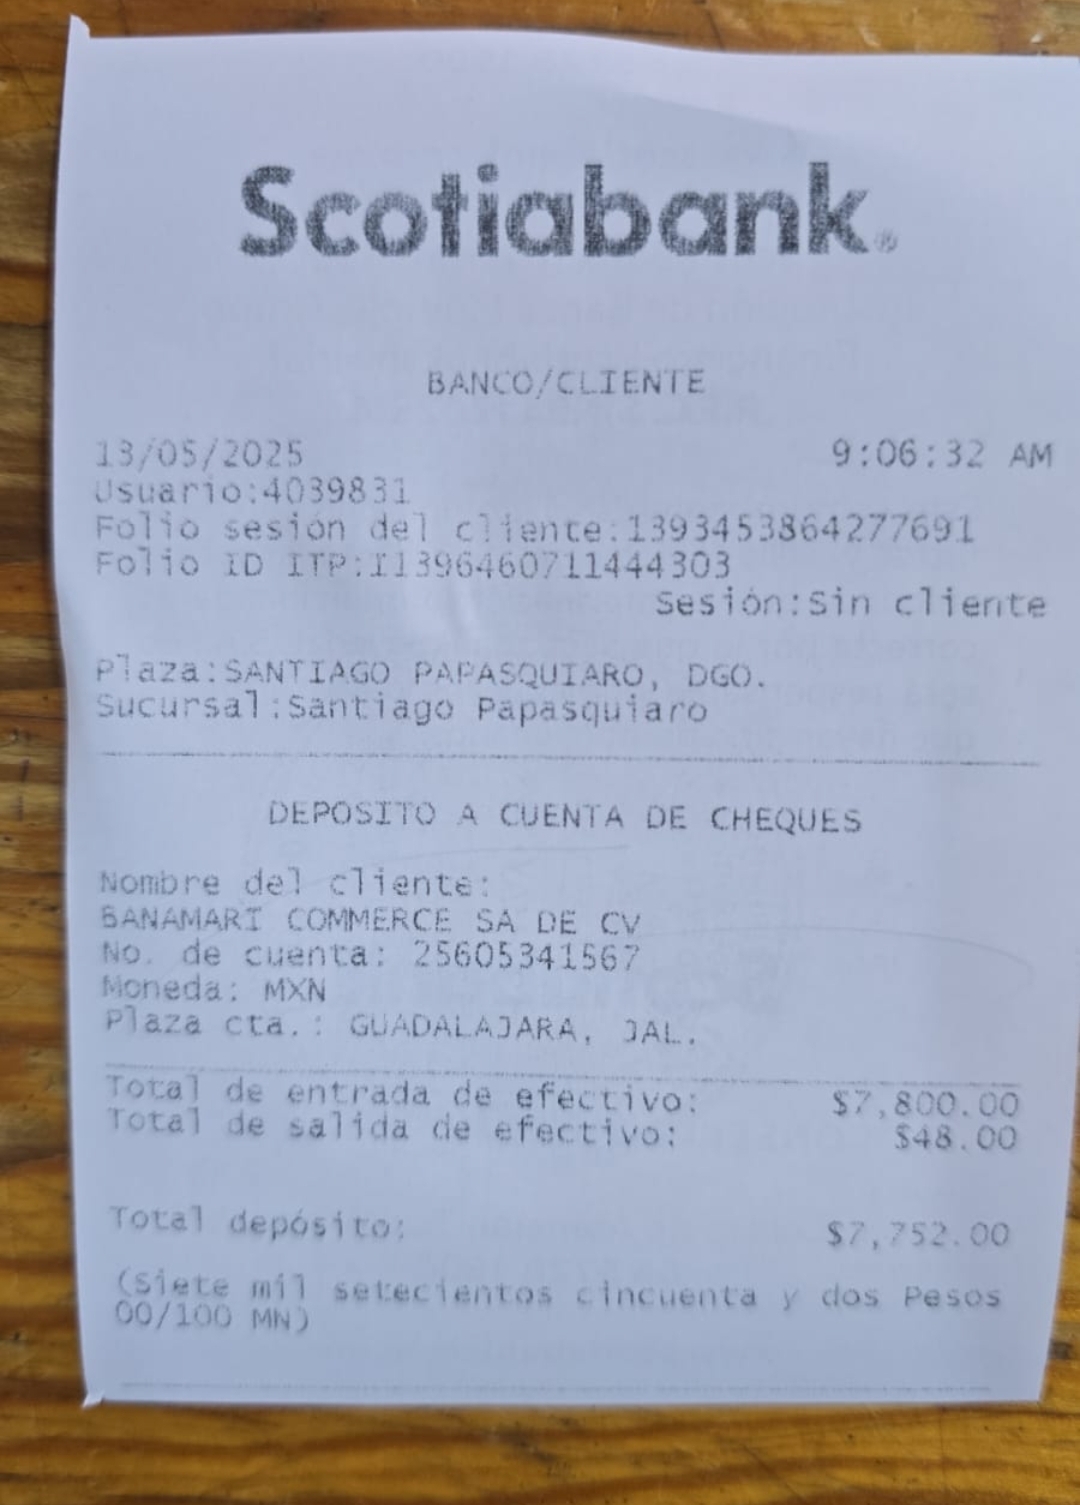 Scotiabank®
BANCO/CLIENTE
13/05/2025 9:06:32 AM
Usuario:4039831
Folio sesión del cliente:1393453864277691
Folio ID ITP:I1396460711444303
Sesión:Sin cliente
Plaza:SANTIAGO PAPASQUIARO, DGO.
Sucursal:Santiago Papasquiaro
DEPOSITO A CUENTA DE CHEQUES
Nombre del cliente:
BANAMARI COMMERCE SA DE CV
No. de cuenta: 25605341567
Moneda: MXN
Plaza cta.: GUADALAJARA, JAL.
Total de entrada de efectivo: $7,800.00
Total de salida de efectivo: $48.00
Total depósito: $7,752.00
(Siete mil setecientos cincuenta y dos Pesos
00/100 MN)